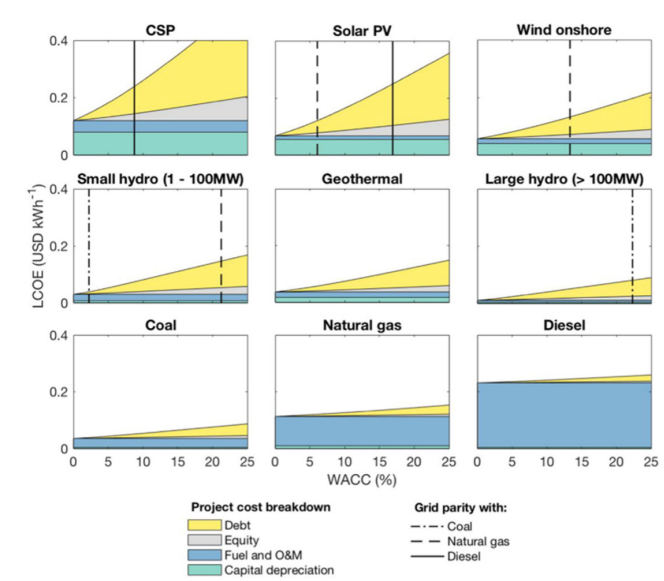 CSP
Solar PV
Wind onshore
0.4
0.2
0
Small hydro (1 - 100MW)
Geothermal
Large hydro (> 100MW)
0.4
0.2
0
LCOE (USD kWh⁻¹)
Coal
Natural gas
Diesel
0.4
0.2
0
0 5 10 15 20 25
0 5 10 15 20 25
0 5 10 15 20 25
WACC (%)
Project cost breakdown
Debt
Equity
Fuel and O&M
Capital depreciation
Grid parity with:
Coal
Natural gas
Diesel